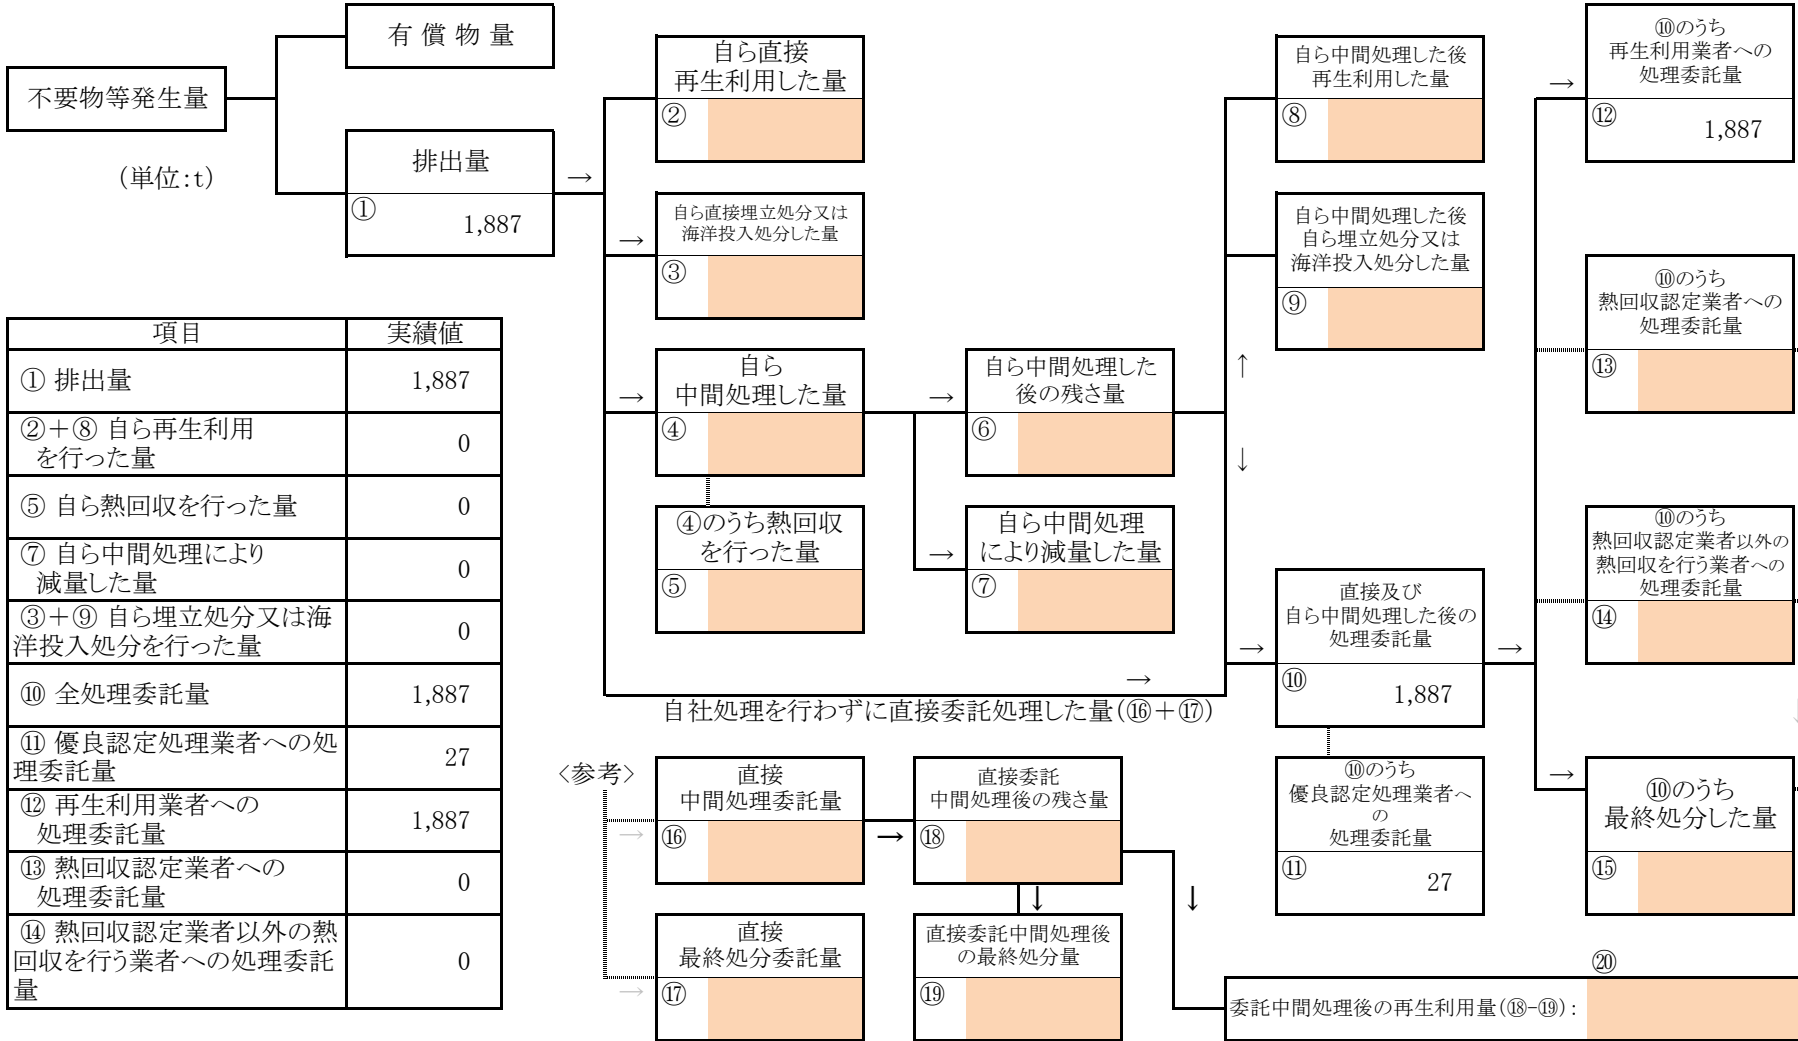 有 償 物 量
不要物等発生量
(単位:t)
排出量
①
1,887
→
自ら直接
再生利用した量
②
→
自ら直接埋立処分又は
海洋投入処分した量
③
→
自ら
中間処理した量
④
④のうち熱回収
を行った量
⑤
→
自ら中間処理した
後の残さ量
⑥
→
自ら中間処理
により減量した量
⑦
自ら中間処理した後
再生利用した量
⑧
自ら中間処理した後
自ら埋立処分又は
海洋投入処分した量
⑨
↑
↓
→
自社処理を行わずに直接委託処理した量(⑯+⑰)
→
直接及び
自ら中間処理した後の
処理委託量
⑩
1,887
→
⑩のうち
優良認定処理業者へ
の
処理委託量
⑪
27
→
⑩のうち
再生利用業者への
処理委託量
⑫
1,887
⑩のうち
熱回収認定業者への
処理委託量
⑬
⑩のうち
熱回収認定業者以外の
熱回収を行う業者への
処理委託量
⑭
↓
→
⑩のうち
最終処分した量
⑮
項目 実績値
① 排出量 1,887
②+⑧ 自ら再生利用
を行った量 0
⑤ 自ら熱回収を行った量 0
⑦ 自ら中間処理により
減量した量 0
③+⑨ 自ら埋立処分又は海
洋投入処分を行った量 0
⑩ 全処理委託量 1,887
⑪ 優良認定処理業者への処
理委託量 27
⑫ 再生利用業者への
処理委託量 1,887
⑬ 熱回収認定業者への
処理委託量 0
⑭ 熱回収認定業者以外の熱
回収を行う業者への処理委託
量 0
<参考>
→
直接
中間処理委託量
⑯
→
直接委託
中間処理後の残さ量
⑱
↓
↓
→
直接
最終処分委託量
⑰
直接委託中間処理後
の最終処分量
⑲
⑳
委託中間処理後の再生利用量(⑱-⑲):